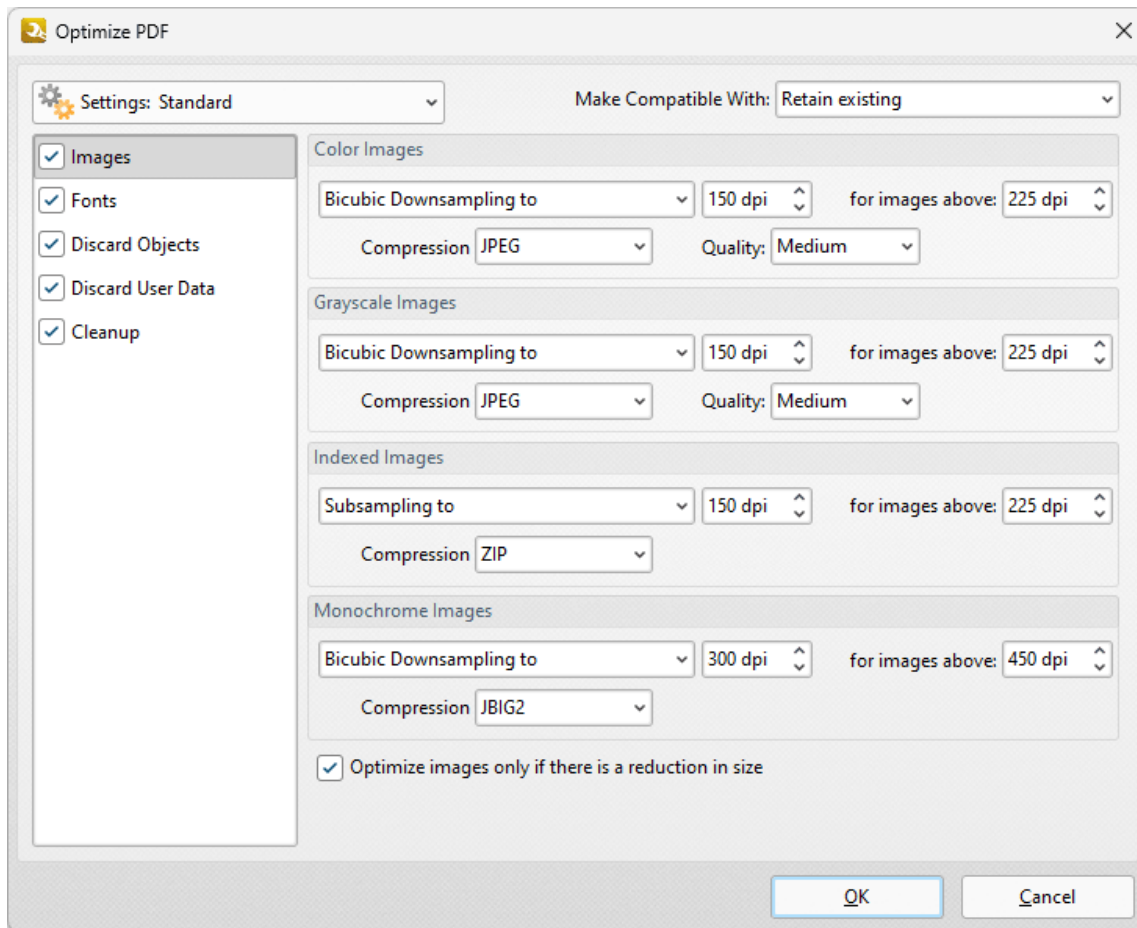 Optimize PDF
Settings: Standard
Make Compatible With: Retain existing
Images
Fonts
Discard Objects
Discard User Data
Cleanup
Color Images
Bicubic Downsampling to 150 dpi for images above: 225 dpi
Compression JPEG Quality: Medium
Grayscale Images
Bicubic Downsampling to 150 dpi for images above: 225 dpi
Compression JPEG Quality: Medium
Indexed Images
Subsampling to 150 dpi for images above: 225 dpi
Compression ZIP
Monochrome Images
Bicubic Downsampling to 300 dpi for images above: 450 dpi
Compression JBIG2
Optimize images only if there is a reduction in size
OK Cancel